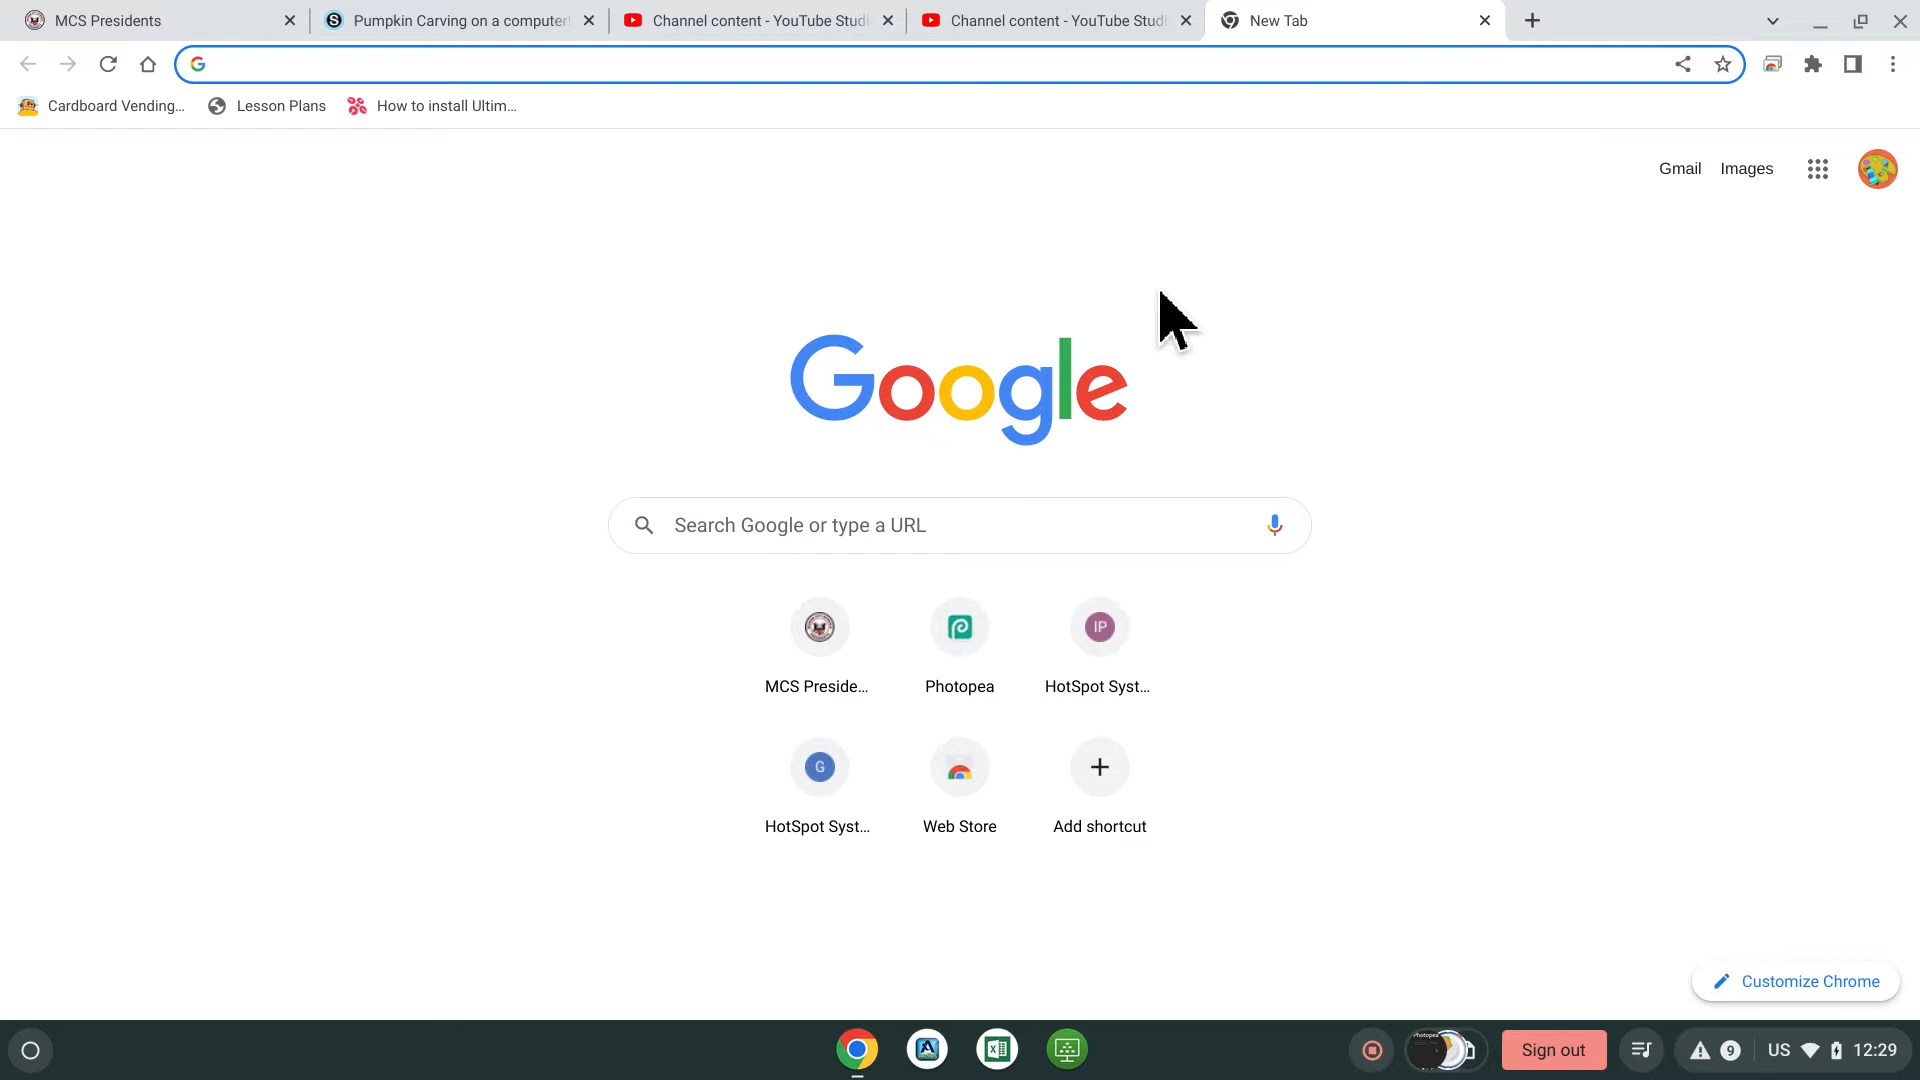 MCS Presidents
Pumpkin Carving on a computer!
Channel content - YouTube Studi
Channel content - YouTube Studi
New Tab
Cardboard Vending...
Lesson Plans
How to install Ultim...
Gmail
Images
Google
Search Google or type a URL
MCS Preside...
Photopea
IP
HotSpot Syst...
G
HotSpot Syst...
Web Store
Add shortcut
Customize Chrome
Photopea
Sign out
9
US
12:29